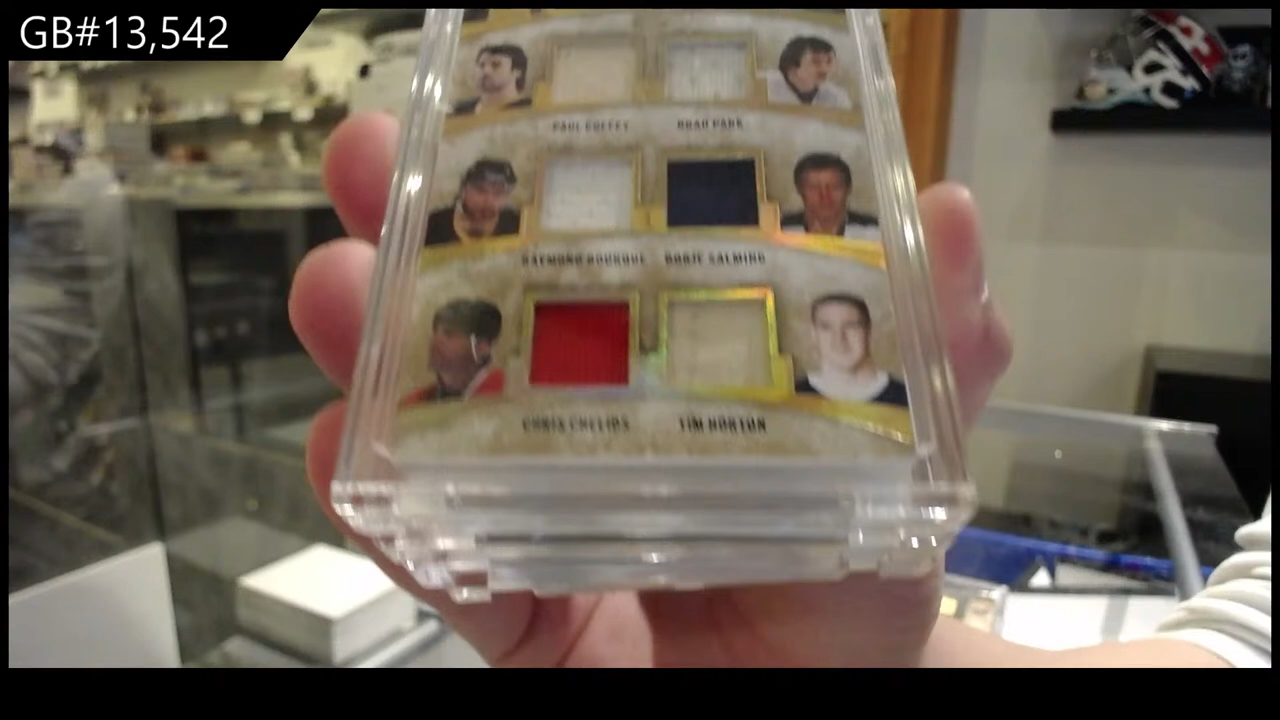 GB#13,542
PAUL COFFEY BRAD PARK
RAYMOND BOURQUE BORJE SALMING
CHRIS CHELIOS TIM HORTON